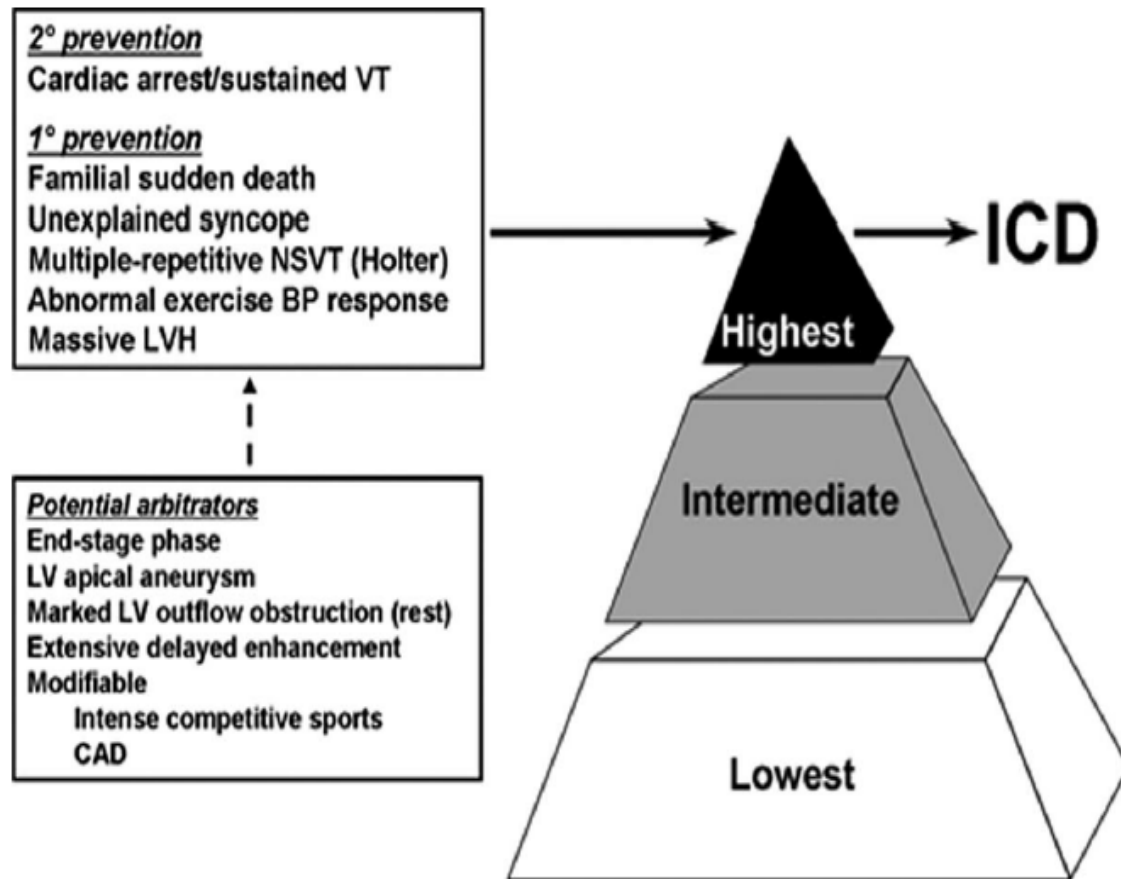 2° prevention
Cardiac arrest/sustained VT
1° prevention
Familial sudden death
Unexplained syncope
Multiple-repetitive NSVT (Holter)
Abnormal exercise BP response
Massive LVH
Potential arbitrators
End-stage phase
LV apical aneurysm
Marked LV outflow obstruction (rest)
Extensive delayed enhancement
Modifiable
Intense competitive sports
CAD
Highest
ICD
Intermediate
Lowest